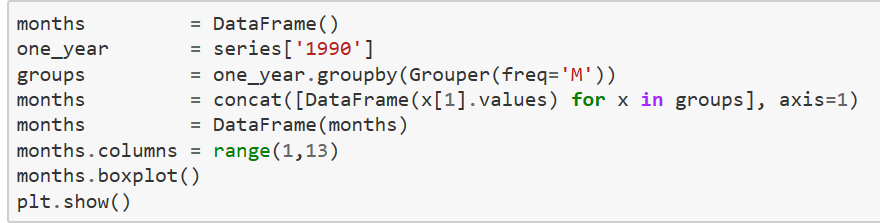 months         = DataFrame()
one_year       = series['1990']
groups         = one_year.groupby(Grouper(freq='M'))
months         = concat([DataFrame(x[1].values) for x in groups], axis=1)
months         = DataFrame(months)
months.columns = range(1,13)
months.boxplot()
plt.show()